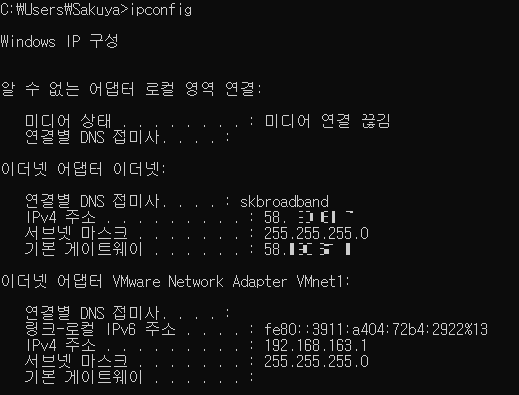 C:₩Users₩Sakuya>ipconfig
Windows IP 구성
알 수 없는 어댑터 로컬 영역 연결:
미디어 상태 . . . . . . . . : 미디어 연결 끊김
연결별 DNS 접미사. . . . :
이더넷 어댑터 이더넷:
연결별 DNS 접미사. . . . : skbroadband
IPv4 주소 . . . . . . . . . : 58.
서브넷 마스크 . . . . . . . : 255.255.255.0
기본 게이트웨이 . . . . . . : 58.
이더넷 어댑터 VMware Network Adapter VMnet1:
연결별 DNS 접미사. . . . :
링크-로컬 IPv6 주소 . . . . : fe80::3911:a404:72b4:2922%13
IPv4 주소 . . . . . . . . . : 192.168.163.1
서브넷 마스크 . . . . . . . : 255.255.255.0
기본 게이트웨이 . . . . . . :